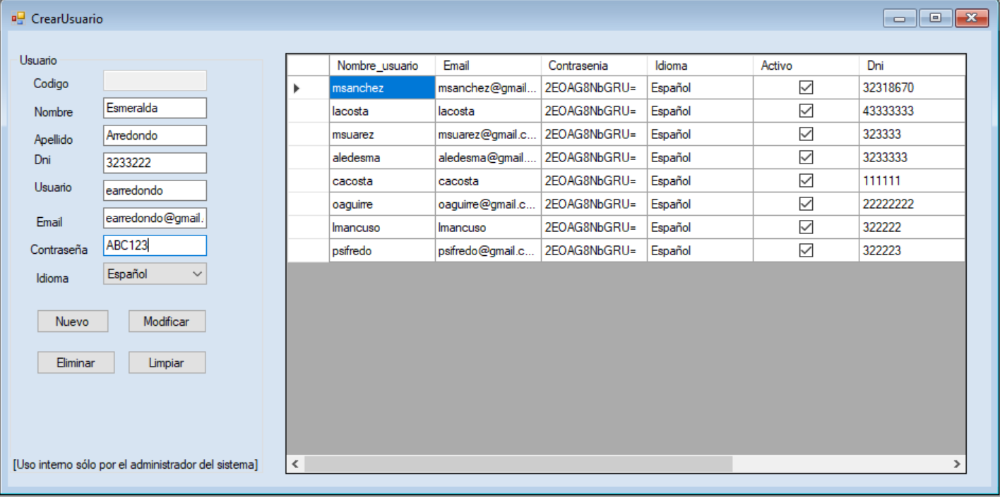 CrearUsuario
Usuario
Codigo
Nombre Esmeralda
Apellido Arredondo
Dni 3233222
Usuario earredondo
Email earredondo@gmail.
Contraseña ABC123
Idioma Español
Nuevo Modificar
Eliminar Limpiar
[Uso interno sólo por el administrador del sistema]
Nombre_usuario Email Contrasenia Idioma Activo Dni
msanchez msanchez@gmail... 2EOAG8NbGRU= Español 32318670
lacosta lacosta 2EOAG8NbGRU= Español 43333333
msuarez msuarez@gmail.c... 2EOAG8NbGRU= Español 323333
aledesma aledesma@gmail.... 2EOAG8NbGRU= Español 3233333
cacosta cacosta 2EOAG8NbGRU= Español 111111
oaguirre oaguirre@gmail.c... 2EOAG8NbGRU= Español 22222222
lmancuso lmancuso 2EOAG8NbGRU= Español 322222
psifredo psifredo@gmail.c... 2EOAG8NbGRU= Español 322223